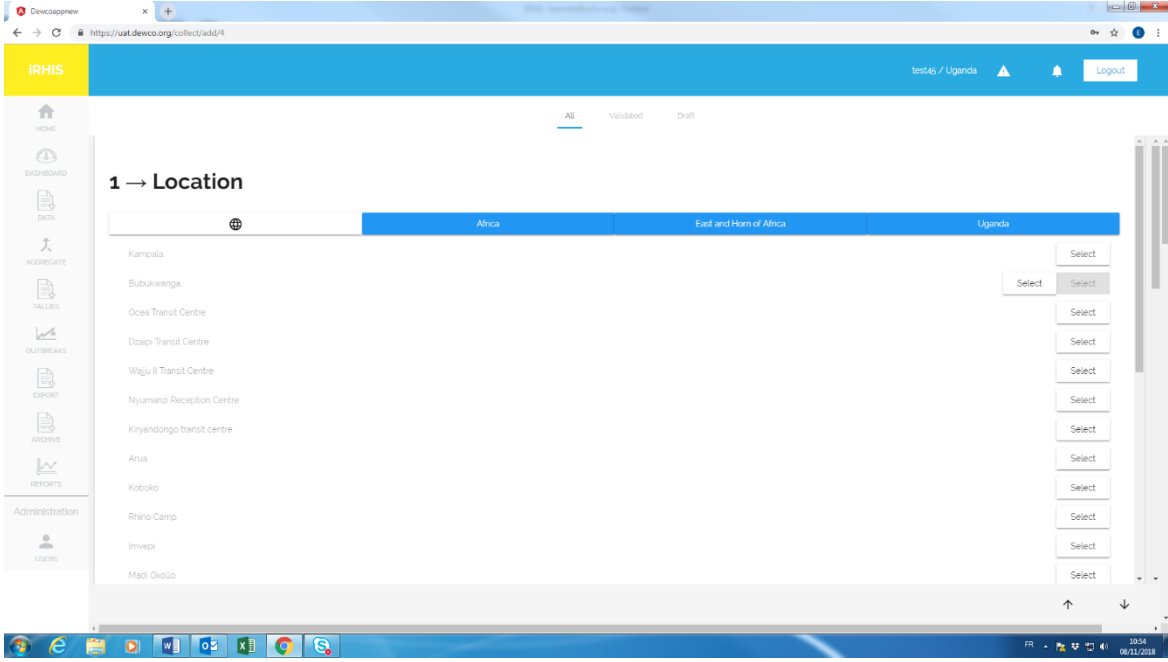 Dewcoappnew
https://uat.dewco.org/collect/add/4
E
iRHIS
test45 / Uganda
Logout
All Validated Draft
HOME
DASHBOARD
DATA
AGGREGATE
TALLIES
OUTBREAKS
EXPORT
ARCHIVE
REPORTS
Administration
USERS
1 → Location
Africa East and Horn of Africa Uganda
Kampala Select
Bubukwanga Select Select
Ocea Transit Centre Select
Dzaipi Transit Centre Select
Wajju II Transit Centre Select
Nyumanzi Reception Centre Select
Kiryandongo transit centre Select
Arua Select
Koboko Select
Rhino Camp Select
Imvepi Select
Madi Okollo Select
FR
10:54
08/11/2018